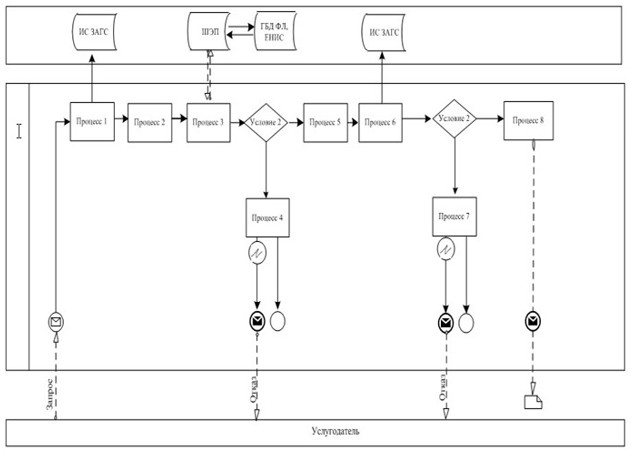 ИС ЗАГС
ШЭП
ГБД ФЛ,
ЕНИС
ИС ЗАГС
Процесс 1
Процесс 2
Процесс 3
Условие 2
Процесс 5
Процесс 6
Условие 2
Процесс 8
Процесс 4
Процесс 7
Запрос
Отказ
Отказ
Услугодатель